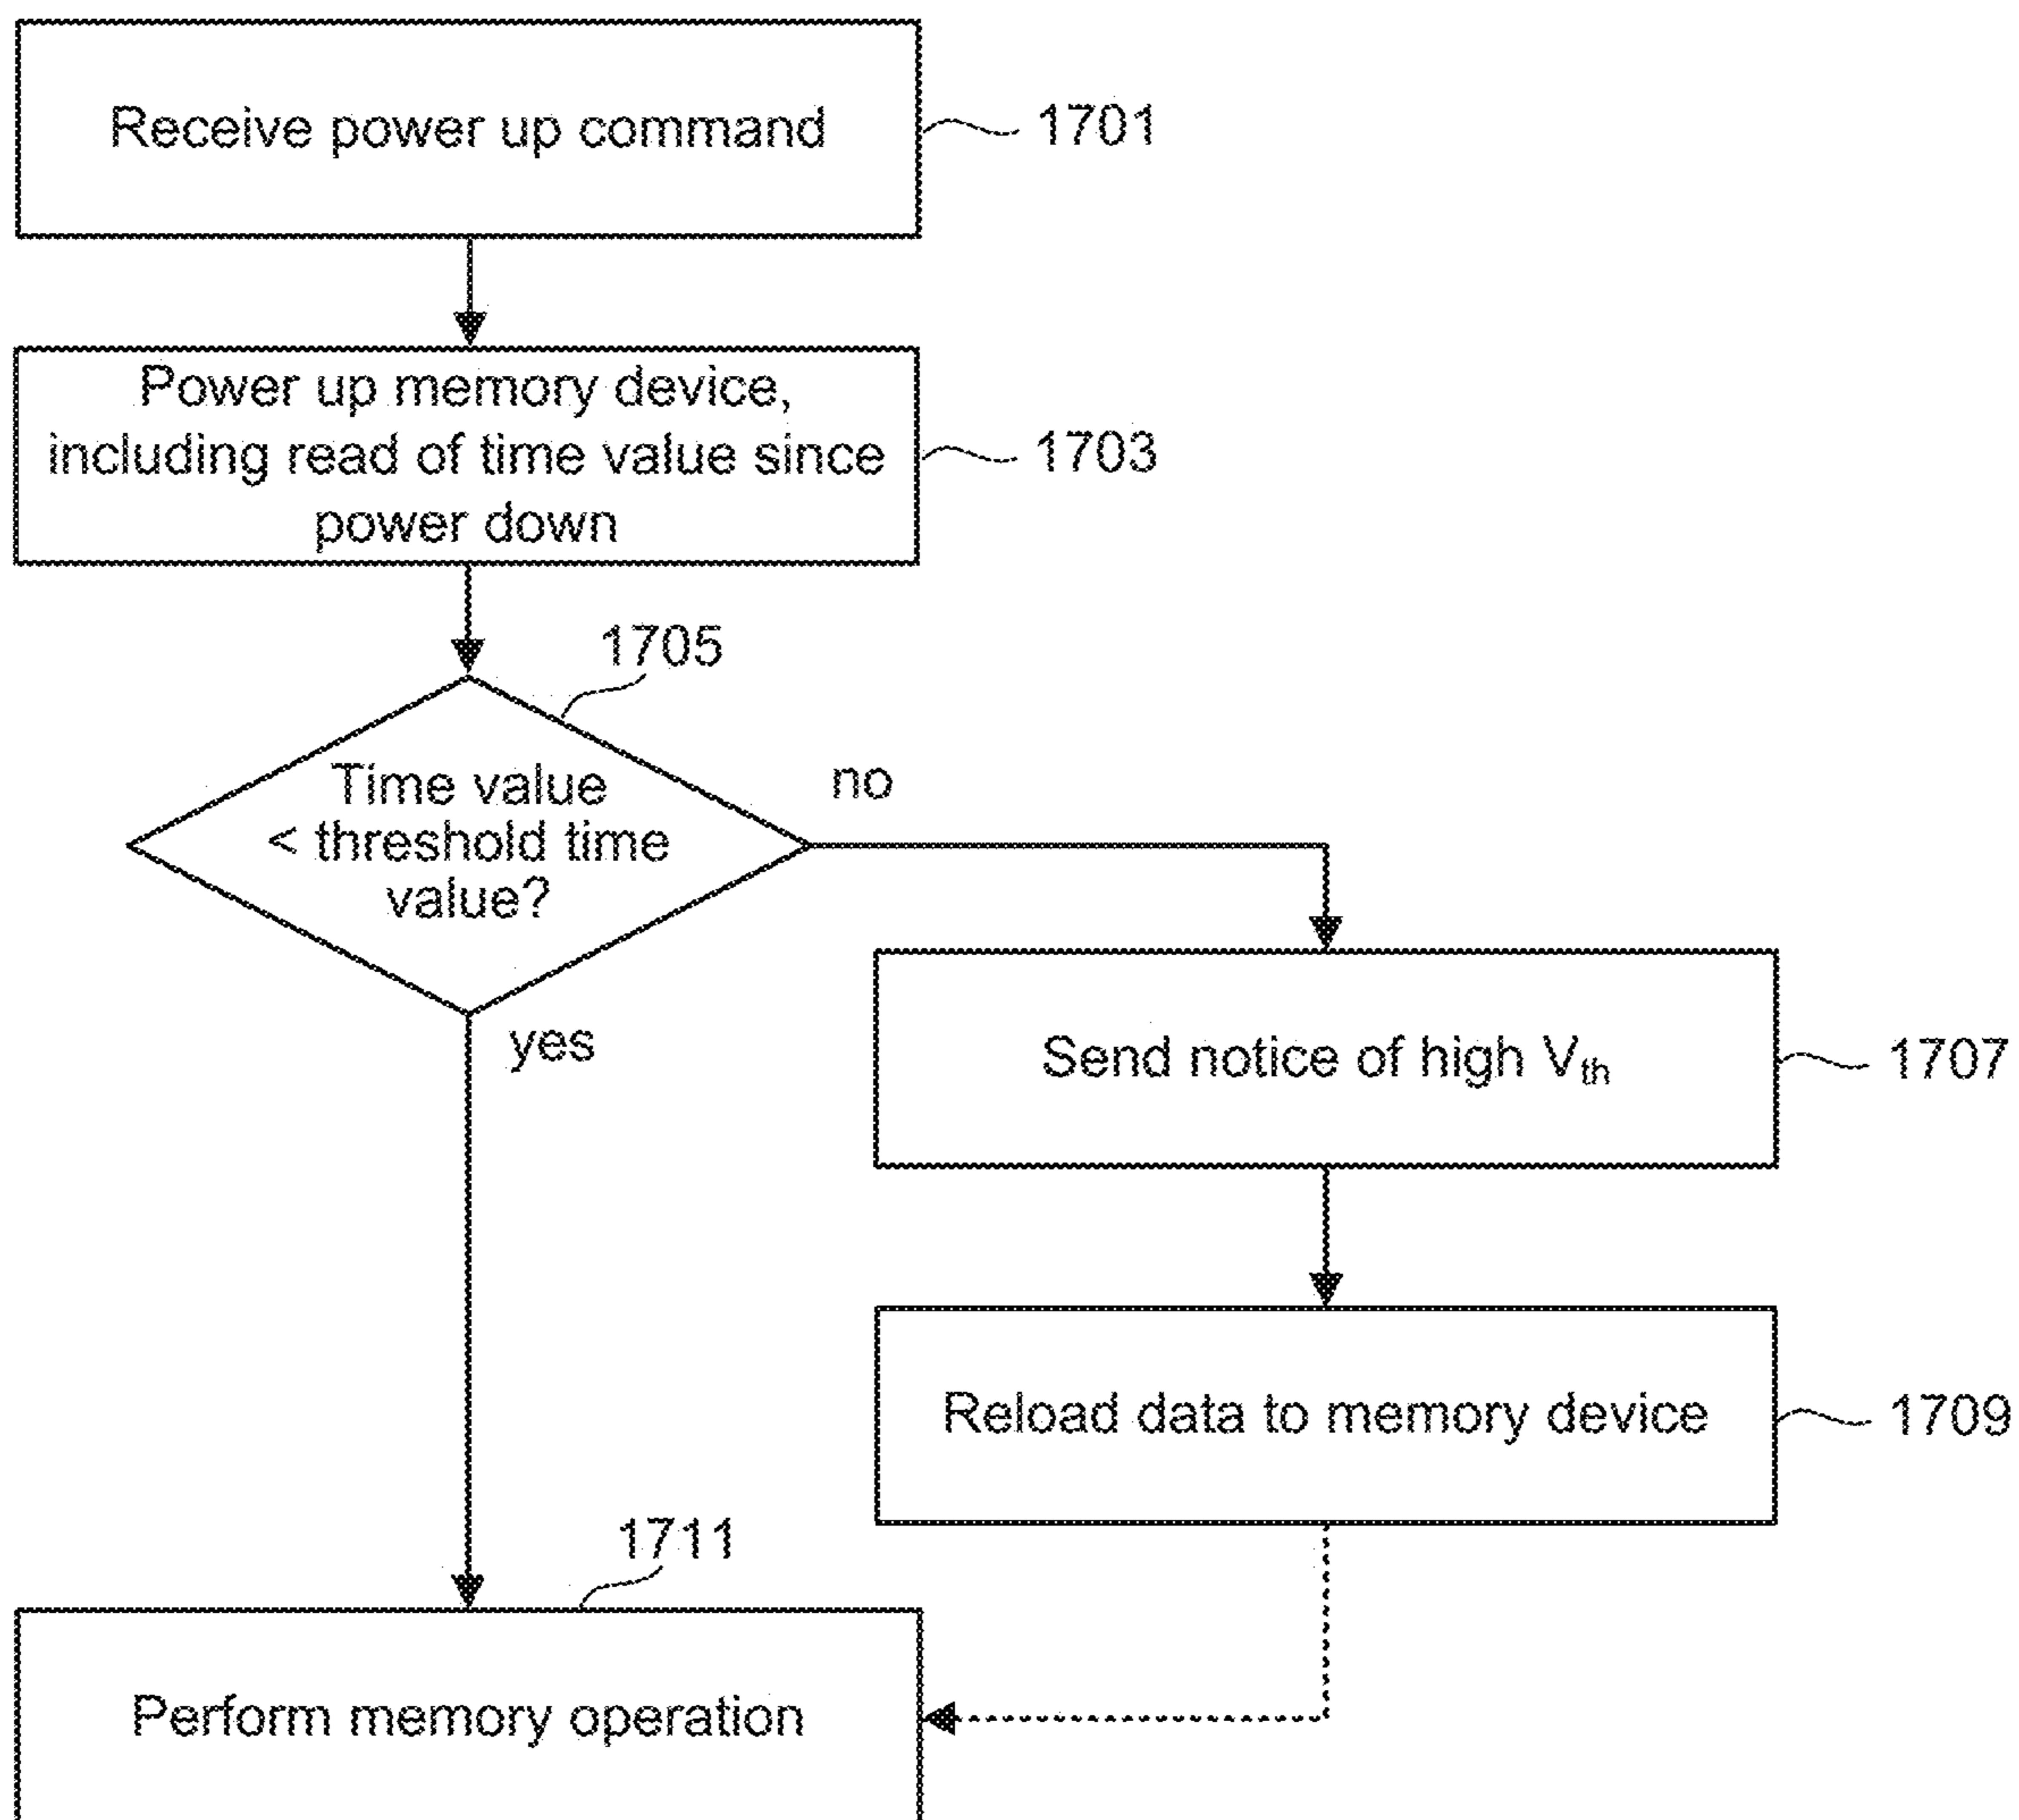 Receive power up command
1701
Power up memory device,
including read of time value since
power down
1703
1705
Time value
< threshold time
value?
no
yes
Send notice of high Vth
1707
Reload data to memory device
1709
1711
Perform memory operation